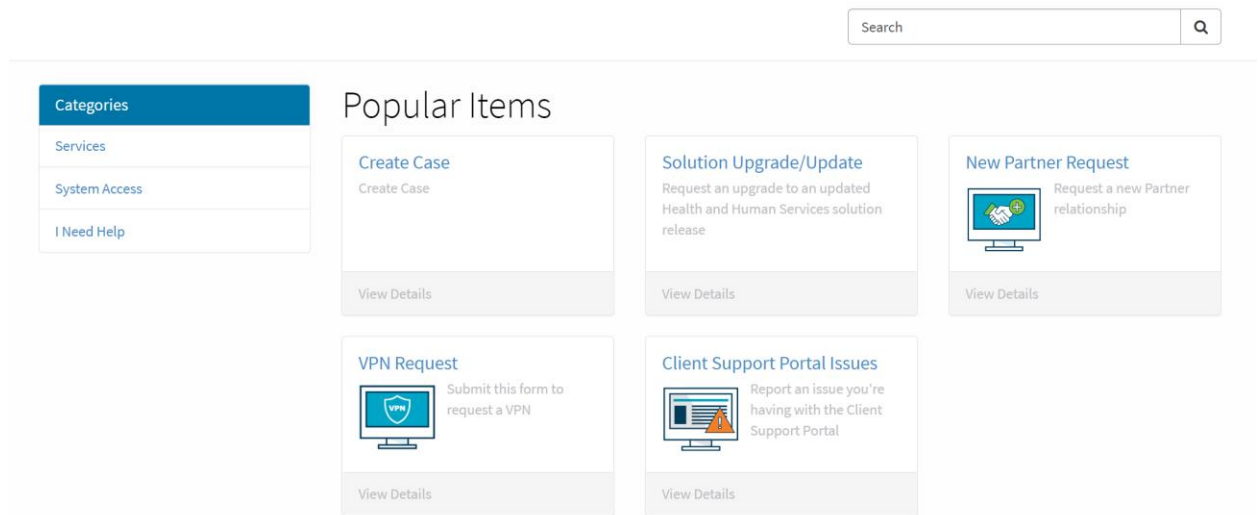 Search
Categories
Services
System Access
I Need Help
Popular Items
Create Case
Create Case
View Details
Solution Upgrade/Update
Request an upgrade to an updated
Health and Human Services solution
release
View Details
New Partner Request
Request a new Partner
relationship
View Details
VPN Request
VPN
Submit this form to
request a VPN
View Details
Client Support Portal Issues
Report an issue you're
having with the Client
Support Portal
View Details